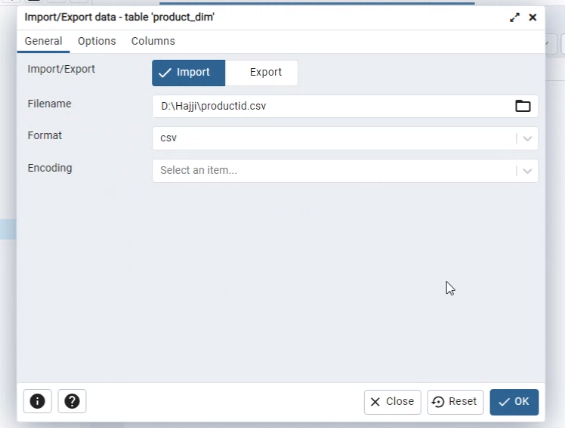 Import/Export data - table 'product_dim'
General Options Columns
Import/Export Import Export
Filename D:\Hajji\productid.csv
Format csv
Encoding Select an item...
Close Reset OK